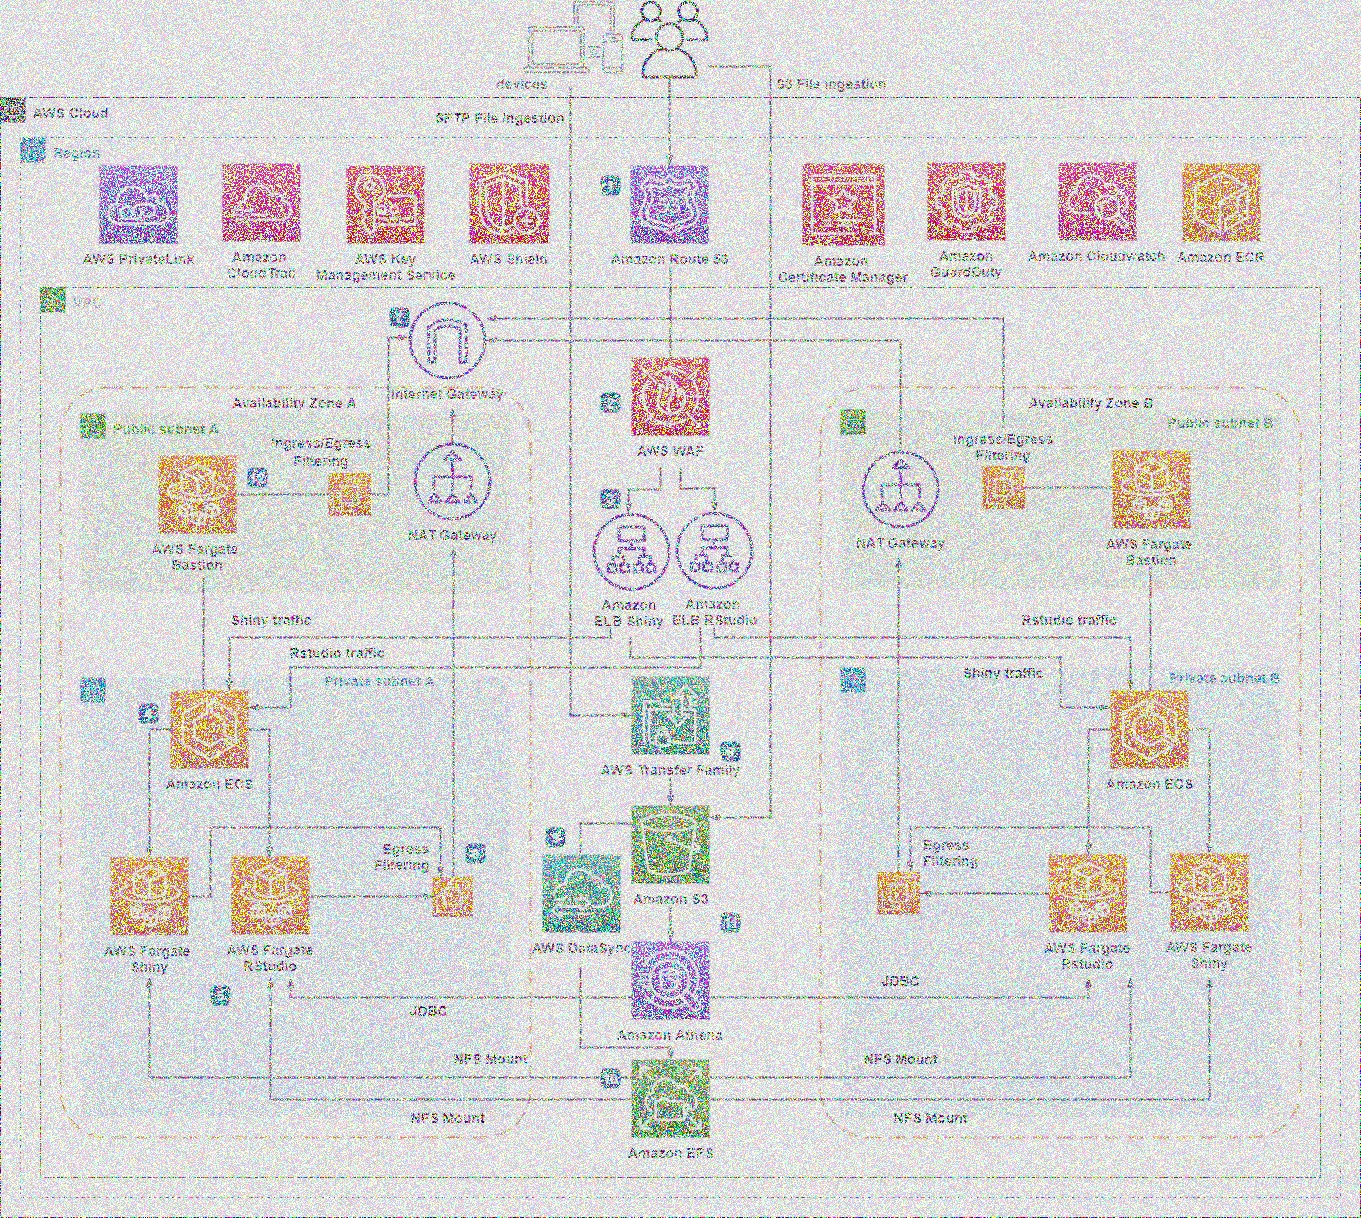 devices
S3 File Ingestion
AWS Cloud
SFTP File Ingestion
Region
AWS PrivateLink
Amazon
CloudTrail
AWS Key
Management Service
AWS Shield
Amazon Route 53
Amazon
Certificate Manager
Amazon
GuardDuty
Amazon Cloudwatch
Amazon ECR
VPC
Internet Gateway
Availability Zone A
Availability Zone B
Public subnet A
Public subnet B
Ingress/Egress
Filtering
Ingress/Egress
Filtering
AWS WAF
NAT Gateway
NAT Gateway
AWS Fargate
Bastion
AWS Fargate
Bastion
Amazon
ELB Shiny
Amazon
ELB RStudio
Shiny traffic
Rstudio traffic
Rstudio traffic
Shiny traffic
Private subnet A
Private subnet B
AWS Transfer Family
Amazon ECS
Amazon ECS
Egress
Filtering
Egress
Filtering
Amazon S3
AWS Fargate
Shiny
AWS Fargate
RStudio
AWS DataSync
AWS Fargate
Rstudio
AWS Fargate
Shiny
JDBC
JDBC
Amazon Athena
NFS Mount
NFS Mount
NFS Mount
NFS Mount
Amazon EFS